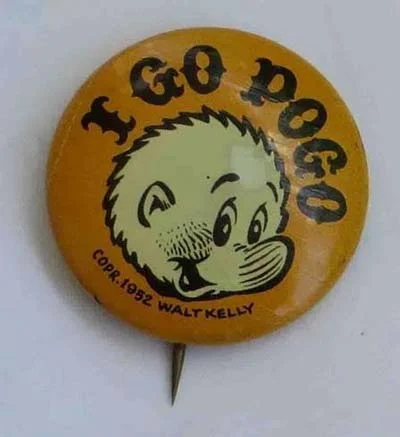 I GO POGO
COPR. 1952 WALT KELLY